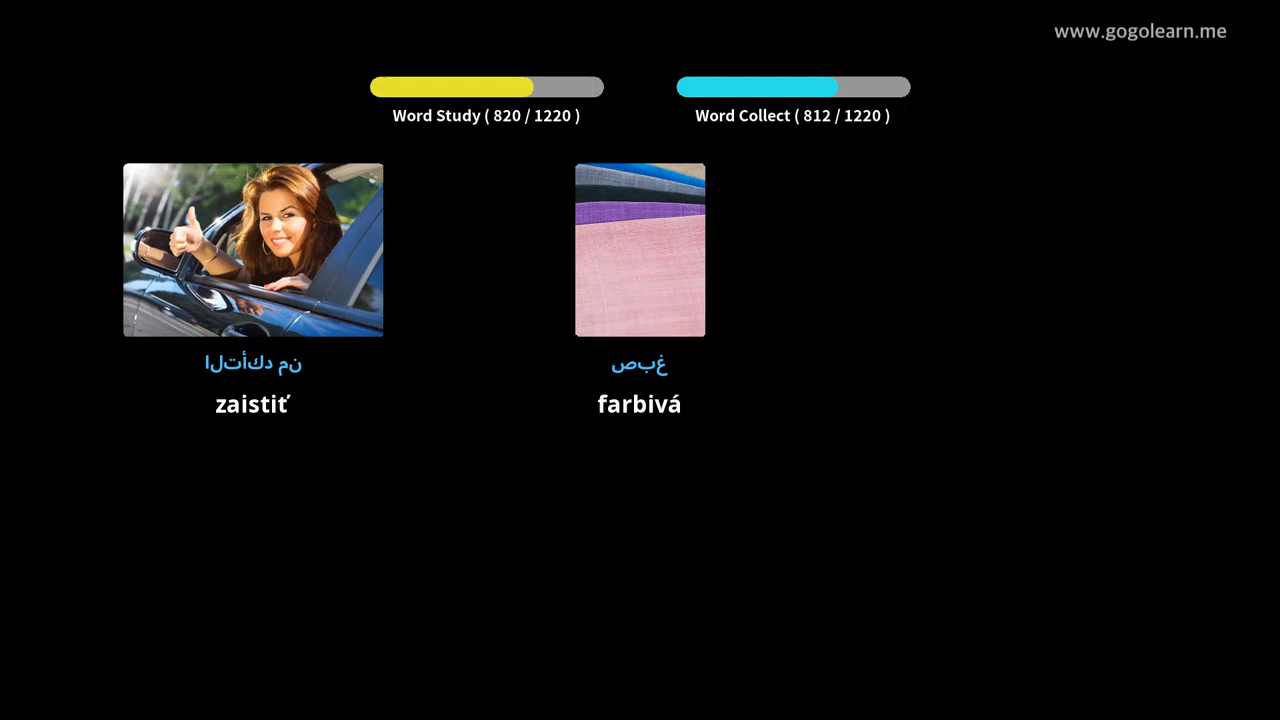 www.gogolearn.me
Word Study ( 820 / 1220 )
Word Collect ( 812 / 1220 )
التأكد من
zaistiť
صبغ
farbivá